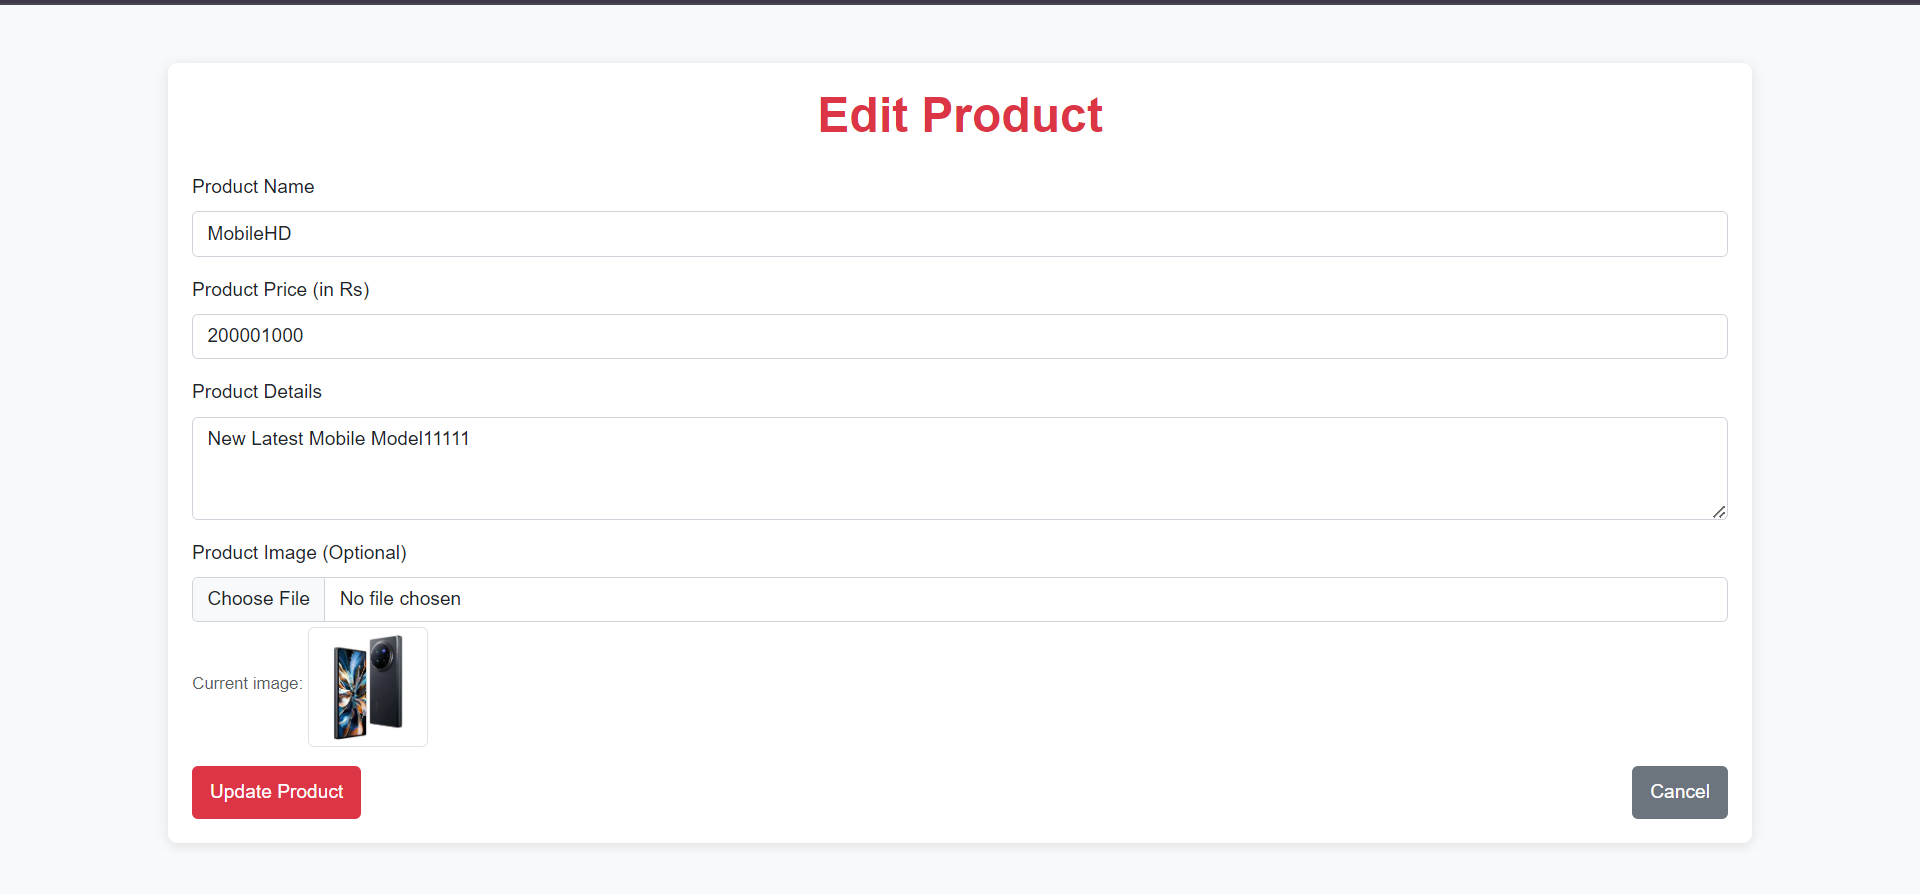 Edit Product
Product Name
MobileHD
Product Price (in Rs)
200001000
Product Details
New Latest Mobile Model11111
Product Image (Optional)
Choose File No file chosen
Current image:
Update Product Cancel